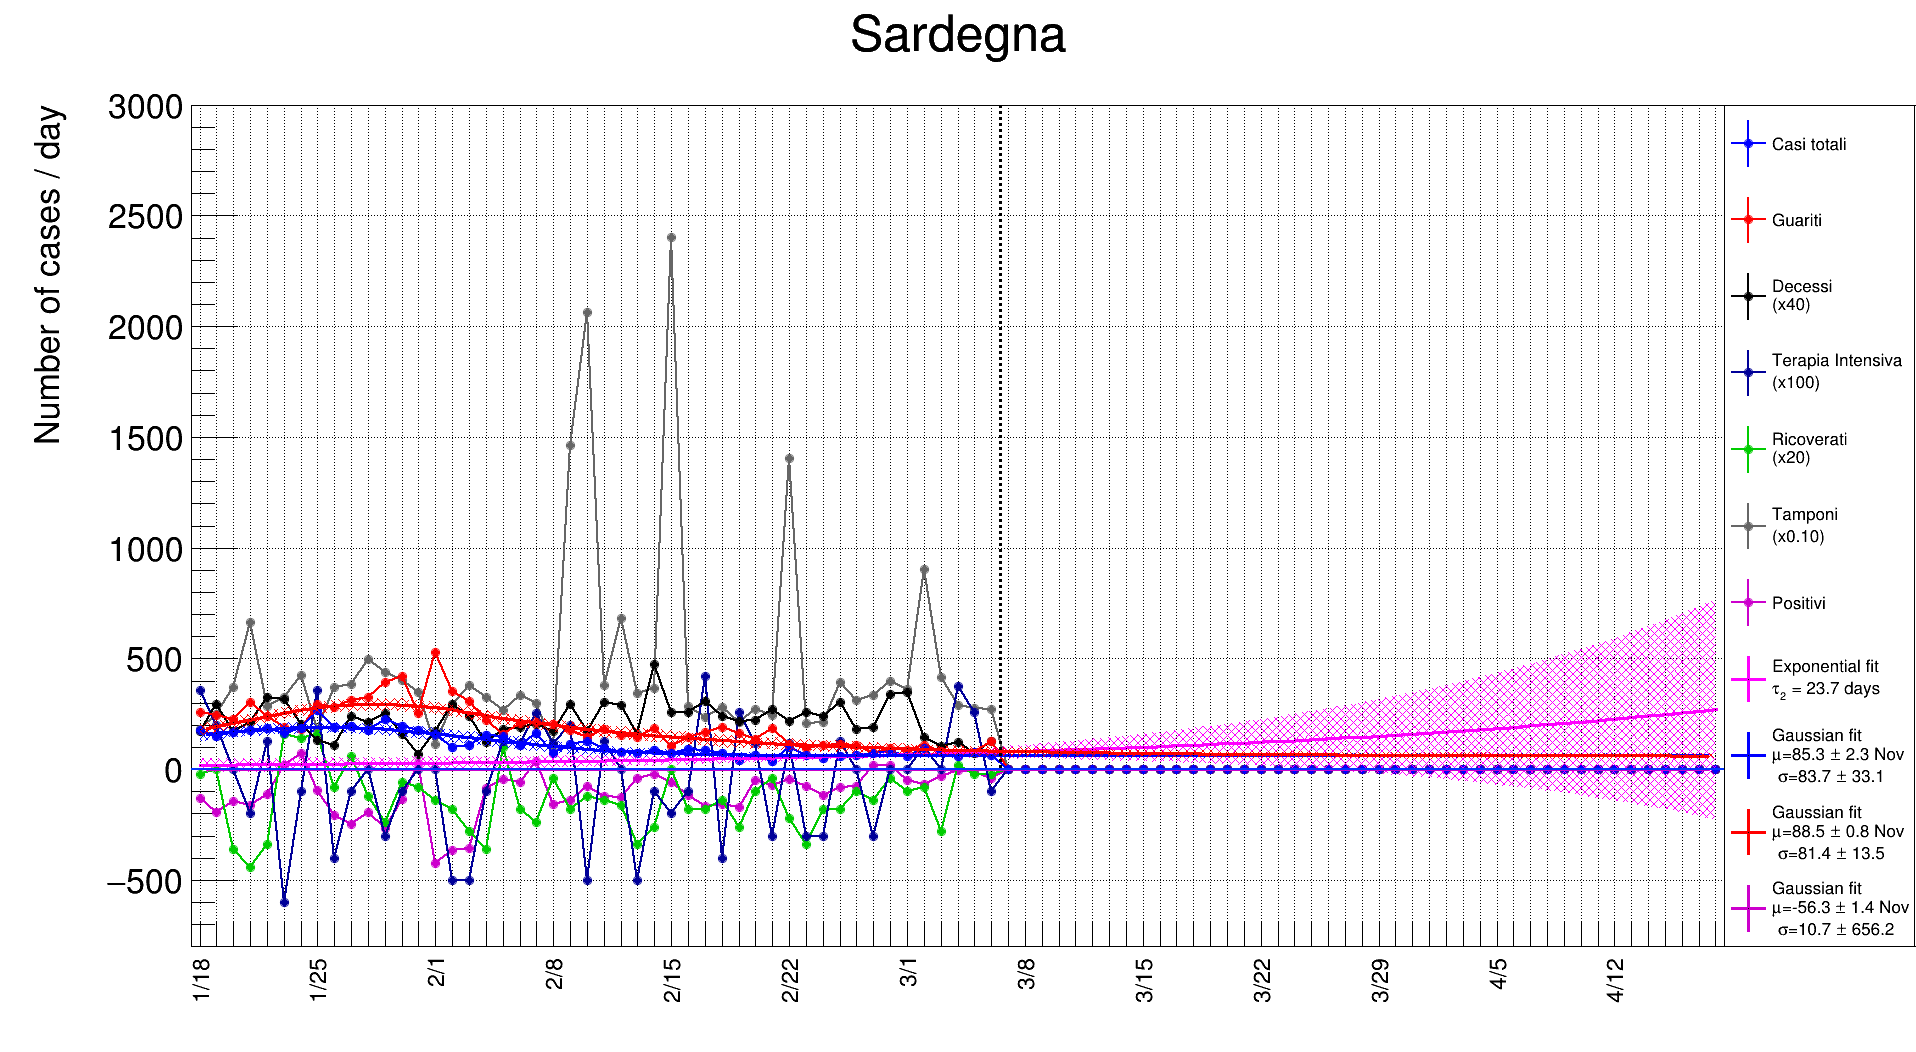 Sardegna
Number of cases / day
3000
2500
2000
1500
1000
500
0
−500
1/18
1/25
2/1
2/8
2/15
2/22
3/1
3/8
3/15
3/22
3/29
4/5
4/12
Casi totali
Guariti
Decessi
(x40)
Terapia Intensiva
(x100)
Ricoverati
(x20)
Tamponi
(x0.10)
Positivi
Exponential fit
τ2 = 23.7 days
Gaussian fit
μ=85.3 ± 2.3 Nov
σ=83.7 ± 33.1
Gaussian fit
μ=88.5 ± 0.8 Nov
σ=81.4 ± 13.5
Gaussian fit
μ=-56.3 ± 1.4 Nov
σ=10.7 ± 656.2